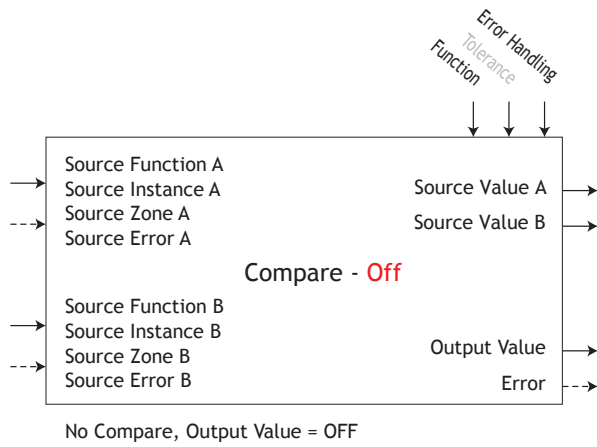 Function
Tolerance
Error Handling
Source Function A
Source Instance A
Source Zone A
Source Error A
Source Value A
Source Value B
Compare - Off
Source Function B
Source Instance B
Source Zone B
Source Error B
Output Value
Error
No Compare, Output Value = OFF